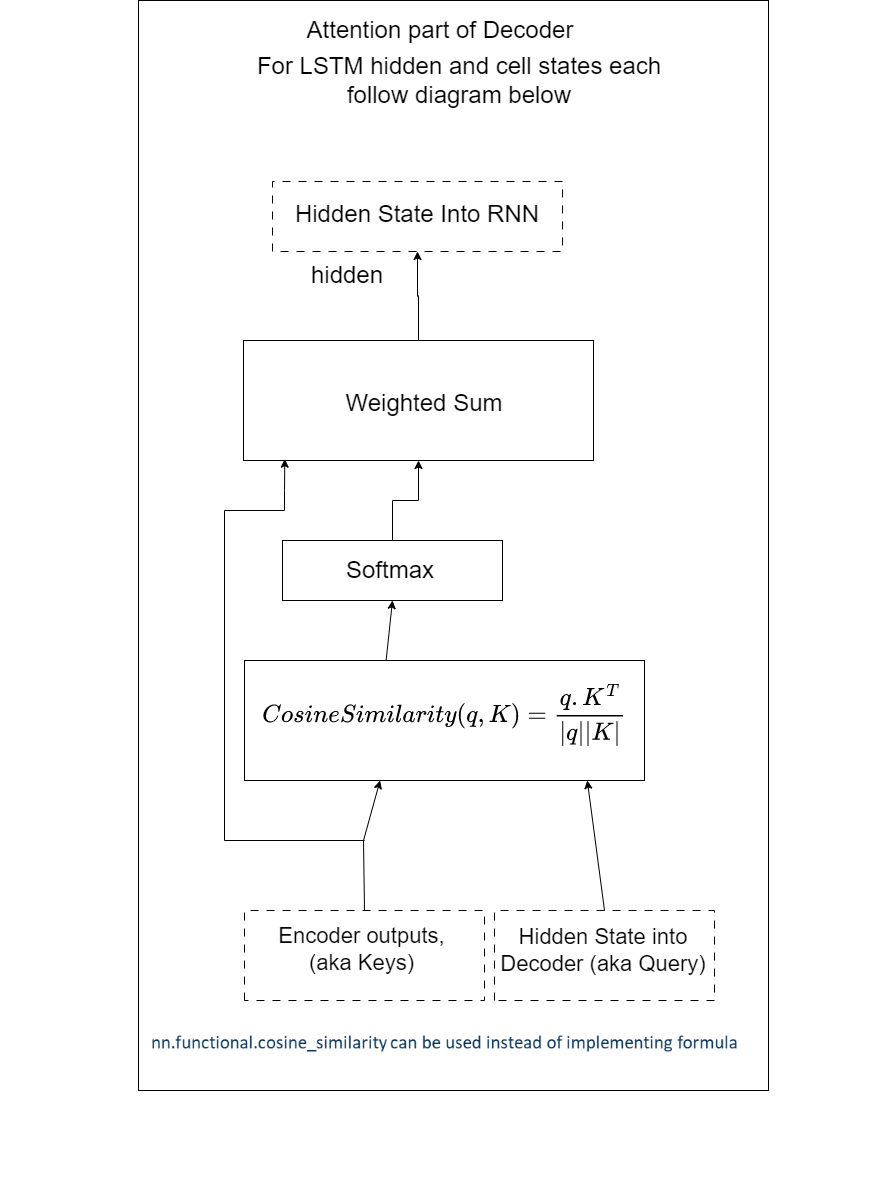 Attention part of Decoder
For LSTM hidden and cell states each
follow diagram below
Hidden State Into RNN
hidden
Weighted Sum
Softmax
CosineSimilarity(q, K) = q.K^T / |q||K|
Encoder outputs,
(aka Keys)
Hidden State into
Decoder (aka Query)
nn.functional.cosine_similarity can be used instead of implementing formula